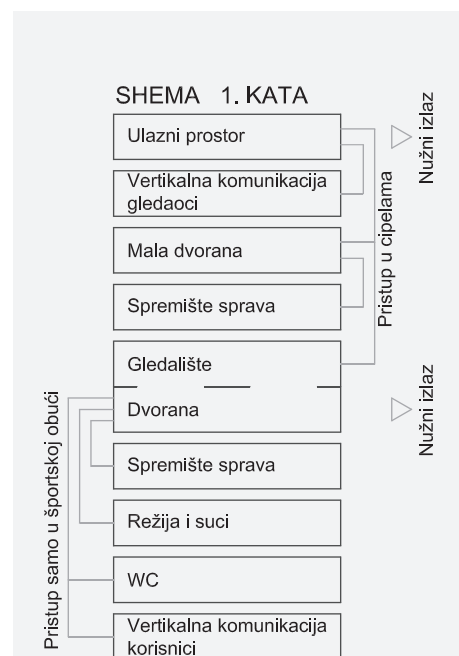 SHEMA 1. KATA
Ulazni prostor
Vertikalna komunikacija
gledaoci
Mala dvorana
Spremište sprava
Gledalište
Dvorana
Spremište sprava
Režija i suci
WC
Vertikalna komunikacija
korisnici
Pristup u cipelama
Nužni izlaz
Nužni izlaz
Pristup samo u športskoj obući